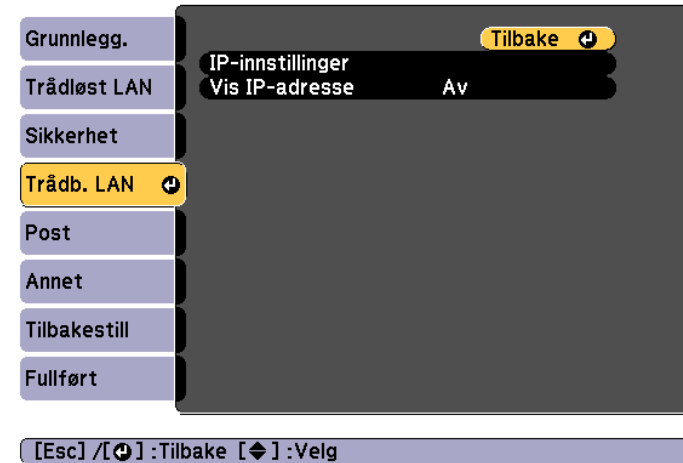 Grunnlegg.
Trådløst LAN
Sikkerhet
Trådb. LAN
Post
Annet
Tilbakestill
Fullført
Tilbake
IP-innstillinger
Vis IP-adresse Av
[Esc] /[ ] :Tilbake [ ] :Velg